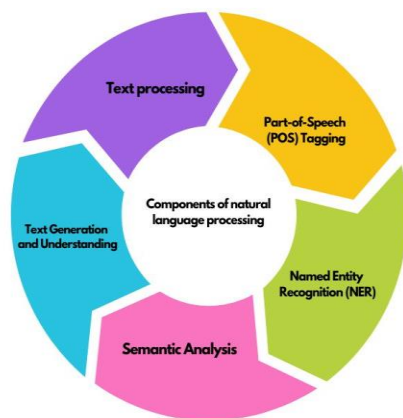 Text processing
Part-of-Speech
(POS) Tagging
Components of natural
language processing
Text Generation
and Understanding
Named Entity
Recognition (NER)
Semantic Analysis